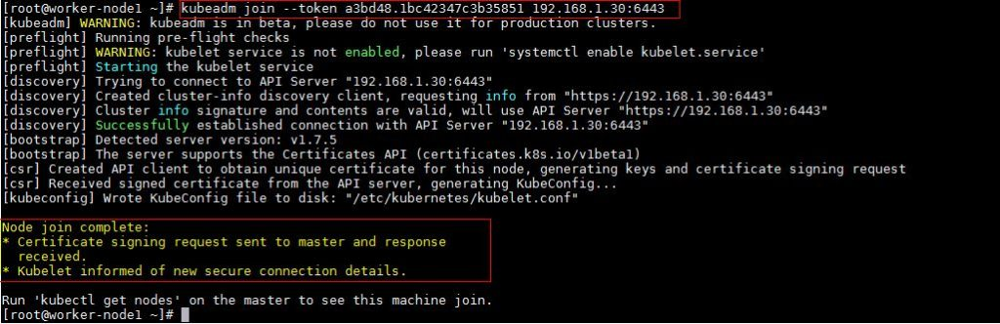 [root@worker-node1 ~]# kubeadm join --token a3bd48.1bc42347c3b35851 192.168.1.30:6443
[kubeadm] WARNING: kubeadm is in beta, please do not use it for production clusters.
[preflight] Running pre-flight checks
[preflight] WARNING: kubelet service is not enabled, please run 'systemctl enable kubelet.service'
[preflight] Starting the kubelet service
[discovery] Trying to connect to API Server "192.168.1.30:6443"
[discovery] Created cluster-info discovery client, requesting info from "https://192.168.1.30:6443"
[discovery] Cluster info signature and contents are valid, will use API Server "https://192.168.1.30:6443"
[discovery] Successfully established connection with API Server "192.168.1.30:6443"
[bootstrap] Detected server version: v1.7.5
[bootstrap] The server supports the Certificates API (certificates.k8s.io/v1beta1)
[csr] Created API client to obtain unique certificate for this node, generating keys and certificate signing request
[csr] Received signed certificate from the API server, generating KubeConfig...
[kubeconfig] Wrote KubeConfig file to disk: "/etc/kubernetes/kubelet.conf"
Node join complete:
* Certificate signing request sent to master and response
  received.
* Kubelet informed of new secure connection details.
Run 'kubectl get nodes' on the master to see this machine join.
[root@worker-node1 ~]#